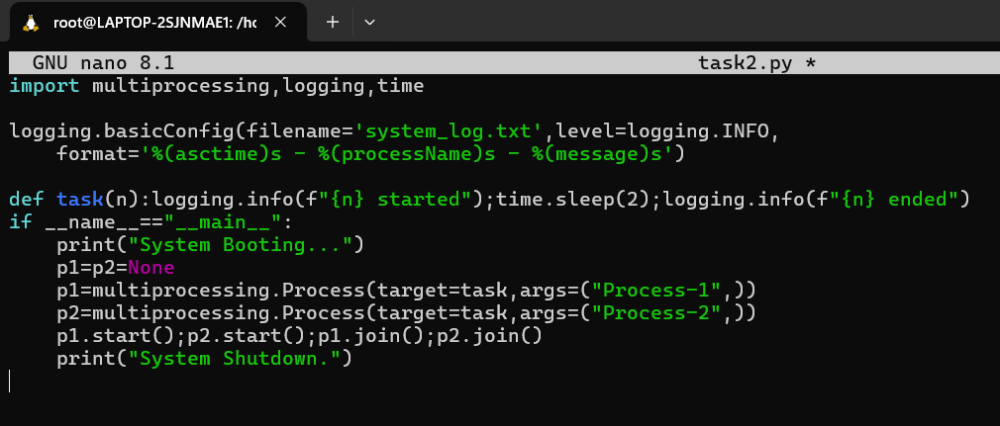 root@LAPTOP-2SJNMAE1: /hc
GNU nano 8.1 task2.py *
import multiprocessing,logging,time
logging.basicConfig(filename='system_log.txt',level=logging.INFO,
    format='%(asctime)s - %(processName)s - %(message)s')
def task(n):logging.info(f"{n} started");time.sleep(2);logging.info(f"{n} ended")
if __name__=="__main__":
    print("System Booting...")
    p1=p2=None
    p1=multiprocessing.Process(target=task,args=("Process-1",))
    p2=multiprocessing.Process(target=task,args=("Process-2",))
    p1.start();p2.start();p1.join();p2.join()
    print("System Shutdown.")